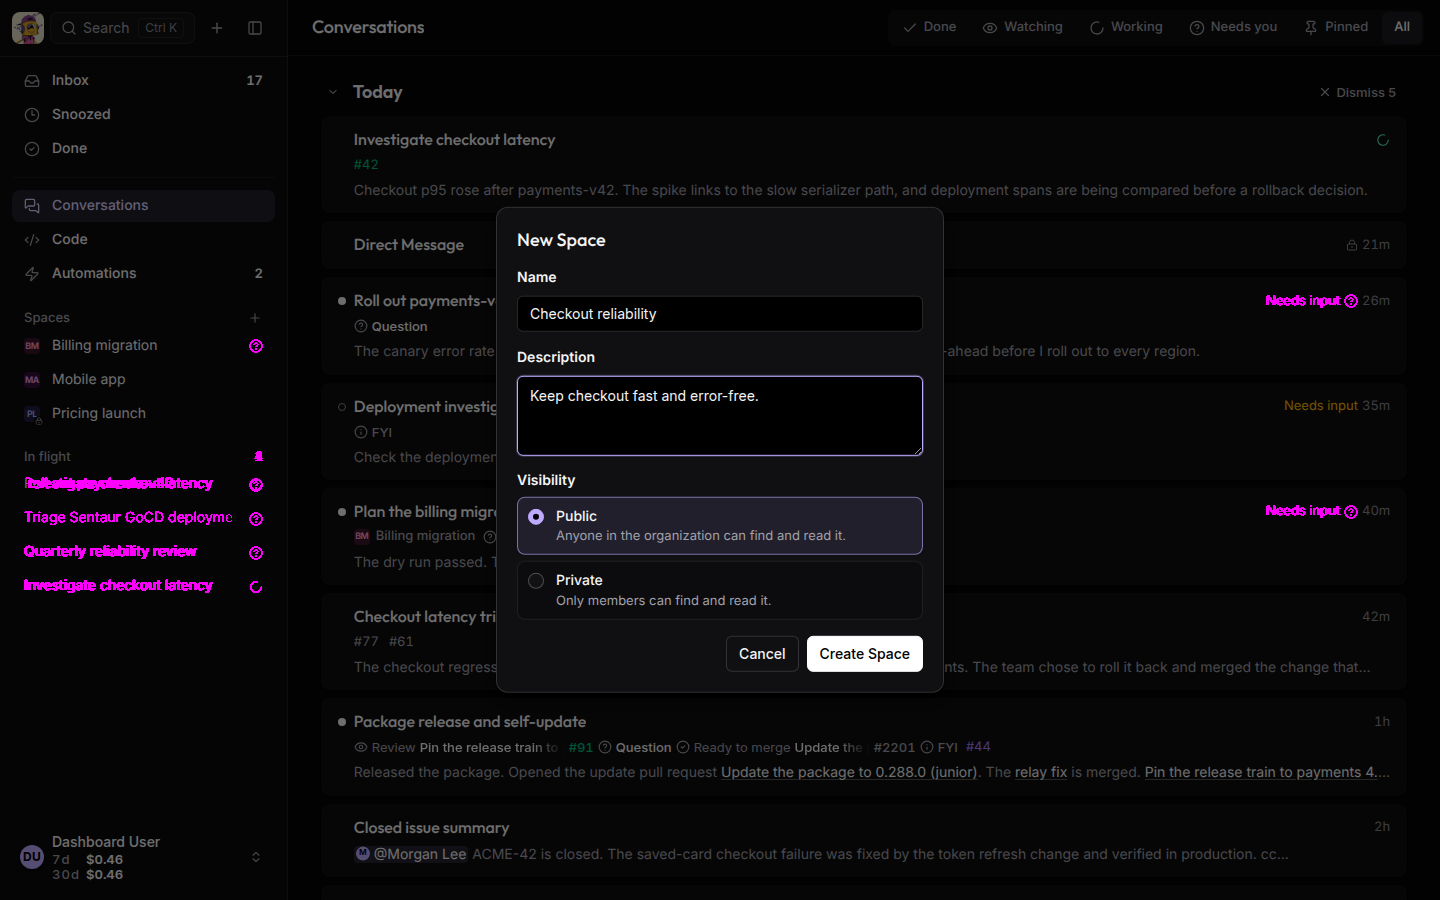 Search Ctrl K
Inbox 17
Snoozed
Done
Conversations
Code
Automations 2
Spaces
BM Billing migration
MA Mobile app
PL Pricing launch
In flight
Triage Sentaur GoCD deployme
Quarterly reliability review
Investigate checkout latency
DU Dashboard User
7d $0.46
30d $0.46
Conversations
Done Watching Working Needs you Pinned All
Today Dismiss 5
Investigate checkout latency
#42
Checkout p95 rose after payments-v42. The spike links to the slow serializer path, and deployment spans are being compared before a rollback decision.
Direct Message 21m
Roll out payments-v Needs input 26m
Question
The canary error rate -ahead before I roll out to every region.
Deployment investig Needs input 35m
FYI
Check the deploymen
Plan the billing migr Needs input 40m
BM Billing migration
The dry run passed.
Checkout latency tri 42m
#77 #61
The checkout regress nts. The team chose to roll it back and merged the change that...
Package release and self-update 1h
Review Pin the release train to #91 Question Ready to merge Update the #2201 FYI #44
Released the package. Opened the update pull request Update the package to 0.288.0 (junior). The relay fix is merged. Pin the release train to payments 4....
Closed issue summary 2h
M @Morgan Lee ACME-42 is closed. The saved-card checkout failure was fixed by the token refresh change and verified in production. cc...
New Space
Name
Checkout reliability
Description
Keep checkout fast and error-free.
Visibility
Public
Anyone in the organization can find and read it.
Private
Only members can find and read it.
Cancel Create Space